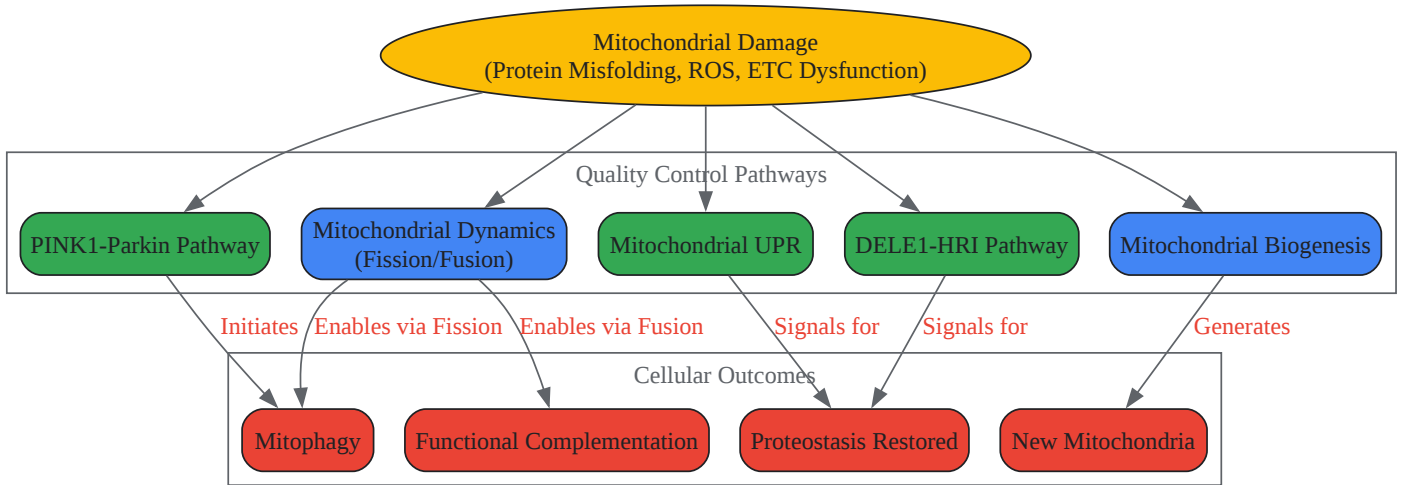 Mitochondrial Damage
(Protein Misfolding, ROS, ETC Dysfunction)
Quality Control Pathways
PINK1-Parkin Pathway
Mitochondrial Dynamics
(Fission/Fusion)
Mitochondrial UPR
DELE1-HRI Pathway
Mitochondrial Biogenesis
Initiates
Enables via Fission
Enables via Fusion
Signals for
Signals for
Generates
Cellular Outcomes
Mitophagy
Functional Complementation
Proteostasis Restored
New Mitochondria